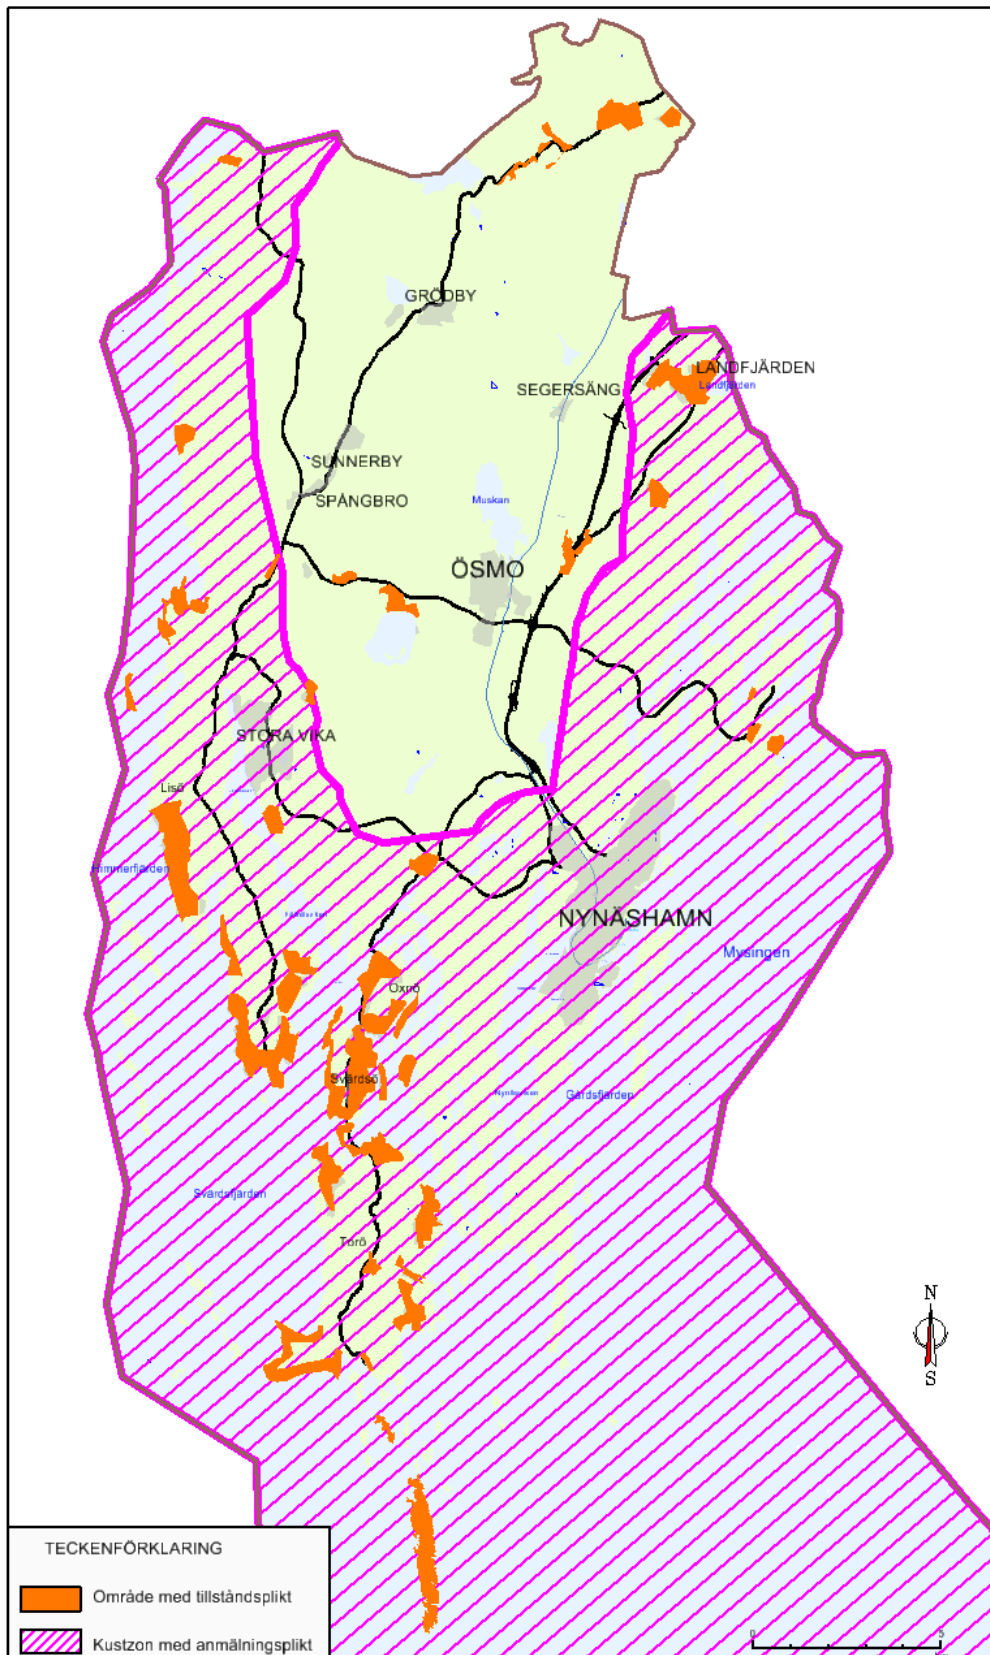 GRÖDBY
LANDFJÄRDEN
Landfjärden
SEGERSÄNG
SUNNERBY
SPÅNGBRO
Muskan
ÖSMO
STORA VIKA
Lisö
Himmerfjärden
NYNÄSHAMN
Mysingen
Oxnö
Svärdsö
Gårdsfjärden
Svärdsfjärden
Torö
N
S
TECKENFÖRKLARING
Område med tillståndsplikt
Kustzon med anmälningsplikt
0 5